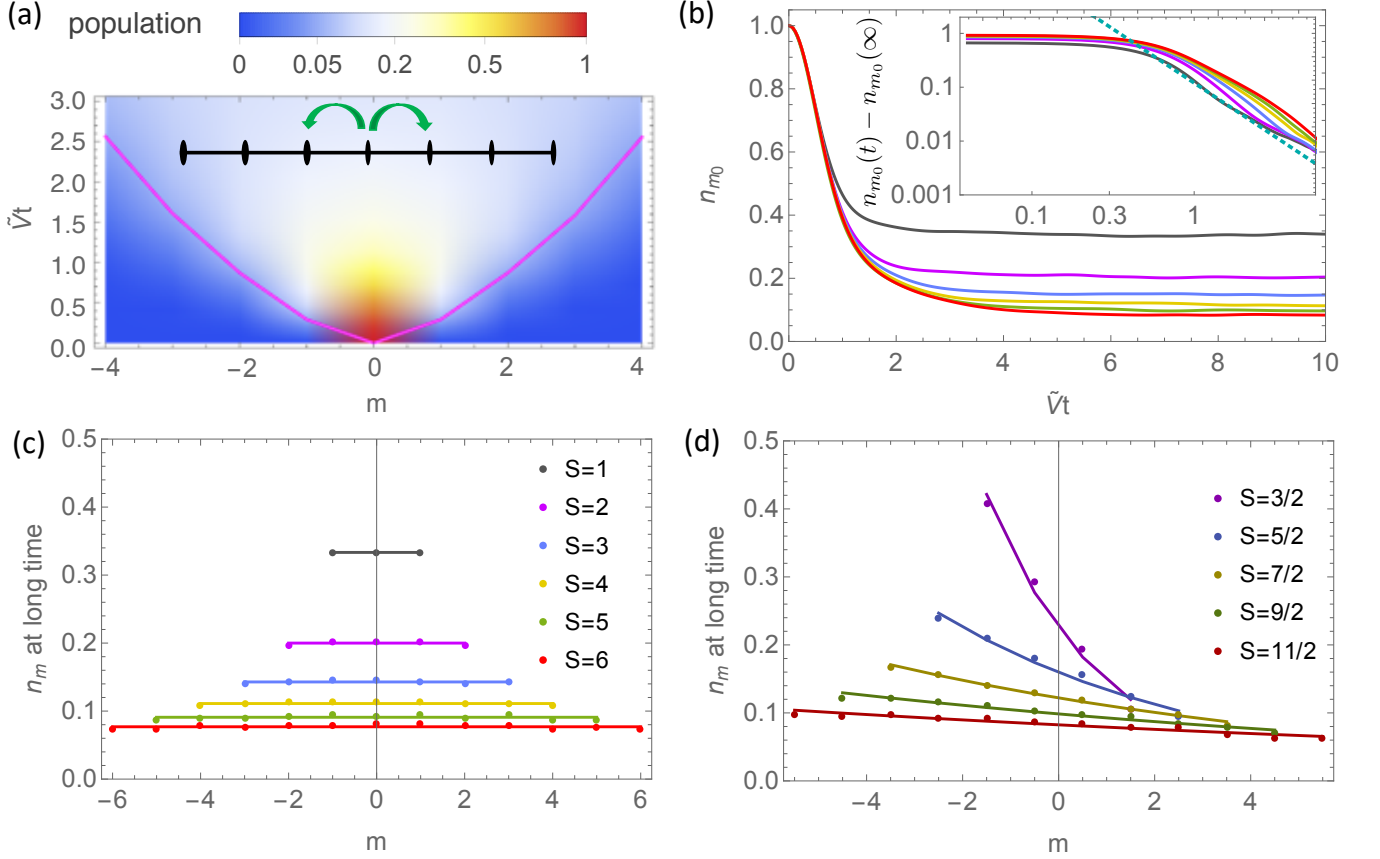 (a)
population
0 0.05 0.2 0.5 1
3.0
2.5
2.0
1.5
1.0
0.5
0.0
Ṽt
−4 −2 0 2 4
m
(b)
1.0
0.8
0.6
0.4
0.2
0.0
n_{m_0}
0 2 4 6 8 10
Ṽt
n_{m_0}(t) − n_{m_0}(∞)
1
0.1
0.01
0.001
0.1 0.3 1
(c)
0.5
0.4
0.3
0.2
0.1
0.0
n_m at long time
S=1
S=2
S=3
S=4
S=5
S=6
−6 −4 −2 0 2 4 6
m
(d)
0.5
0.4
0.3
0.2
0.1
0.0
n_m at long time
S=3/2
S=5/2
S=7/2
S=9/2
S=11/2
−4 −2 0 2 4
m